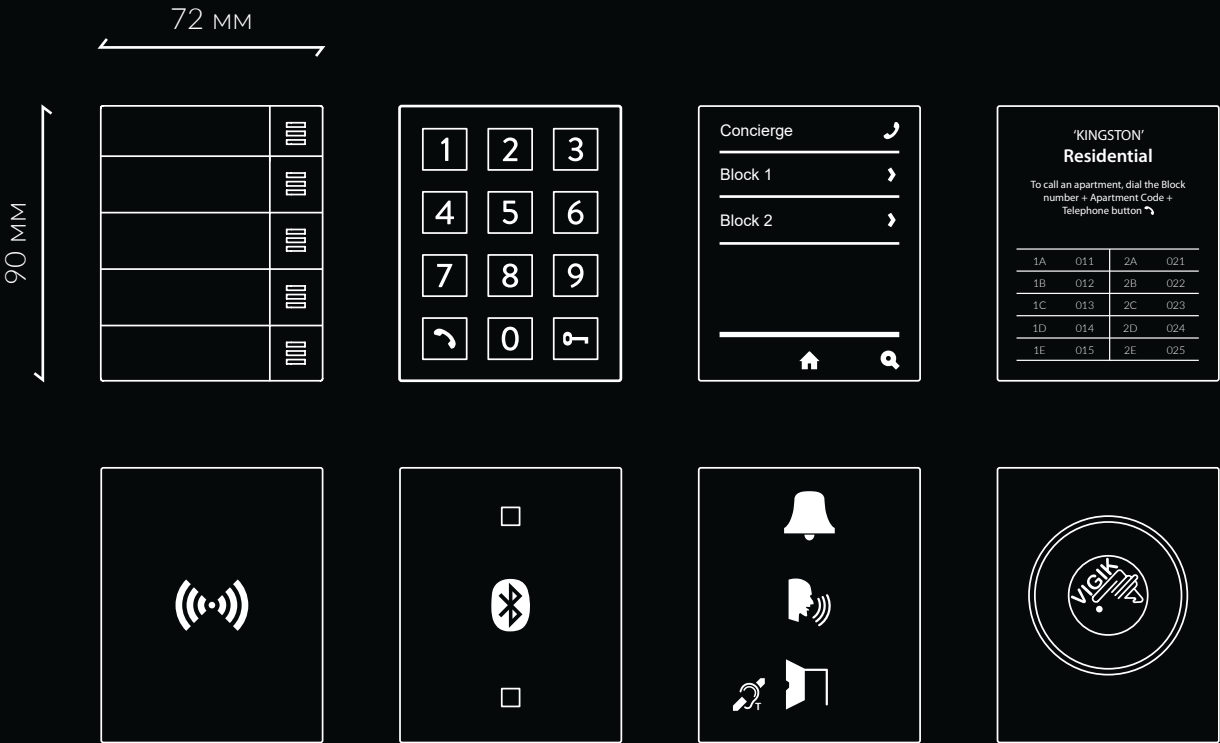 72 MM
90 MM
1 2 3
4 5 6
7 8 9
0
Concierge
Block 1
Block 2
‘KINGSTON’
Residential
To call an apartment, dial the Block
number + Apartment Code +
Telephone button
1A 011 2A 021
1B 012 2B 022
1C 013 2C 023
1D 014 2D 024
1E 015 2E 025
T
VIGIK